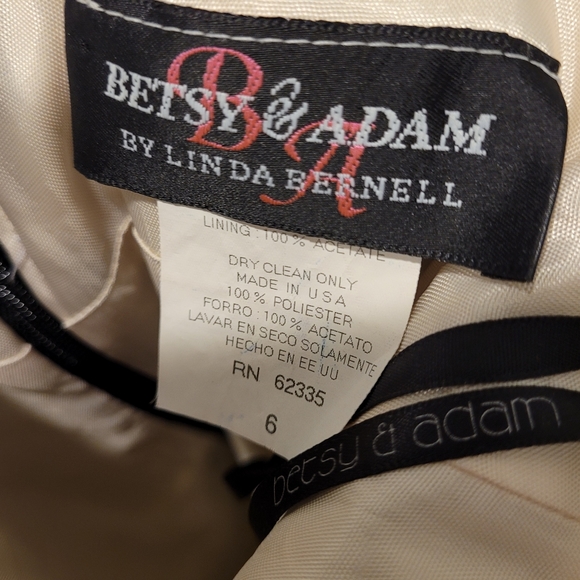 BETSY & ADAM
BA
BY LINDA BERNELL
LINING : 100 % ACETATE
DRY CLEAN ONLY
MADE IN U S A
100 % POLIESTER
FORRO : 100 % ACETATO
LAVAR EN SECO SOLAMENTE
HECHO EN EE UU
RN 62335
6
betsy & adam